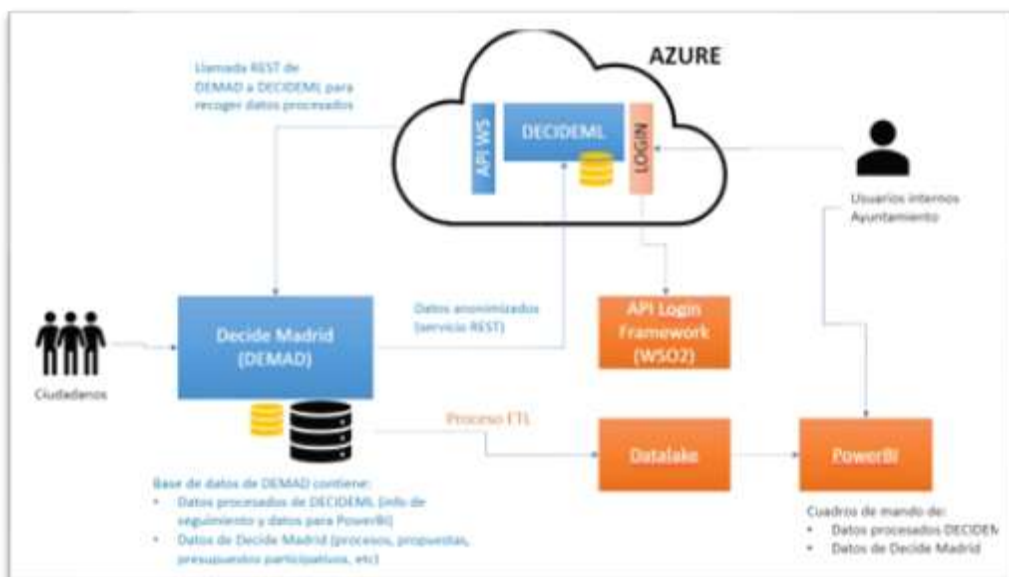 Llamada REST de
DEMAD a DECIDEML para
recoger datos procesados
AZURE
API WS
DECIDEML
LOGIN
Usuarios internos
Ayuntamiento
Datos anonimizados
(servicio REST)
API Login
Framework
(WSO2)
Decide Madrid
(DEMAD)
Ciudadanos
Proceso ETL
Datalake
PowerBI
Base de datos de DEMAD contiene:
• Datos procesados de DECIDEML (info de
seguimiento y datos para PowerBI)
• Datos de Decide Madrid (procesos, propuestas,
presupuestos participativos, etc)
Cuadros de mando de:
• Datos procesados DECIDEM
• Datos de Decide Madrid